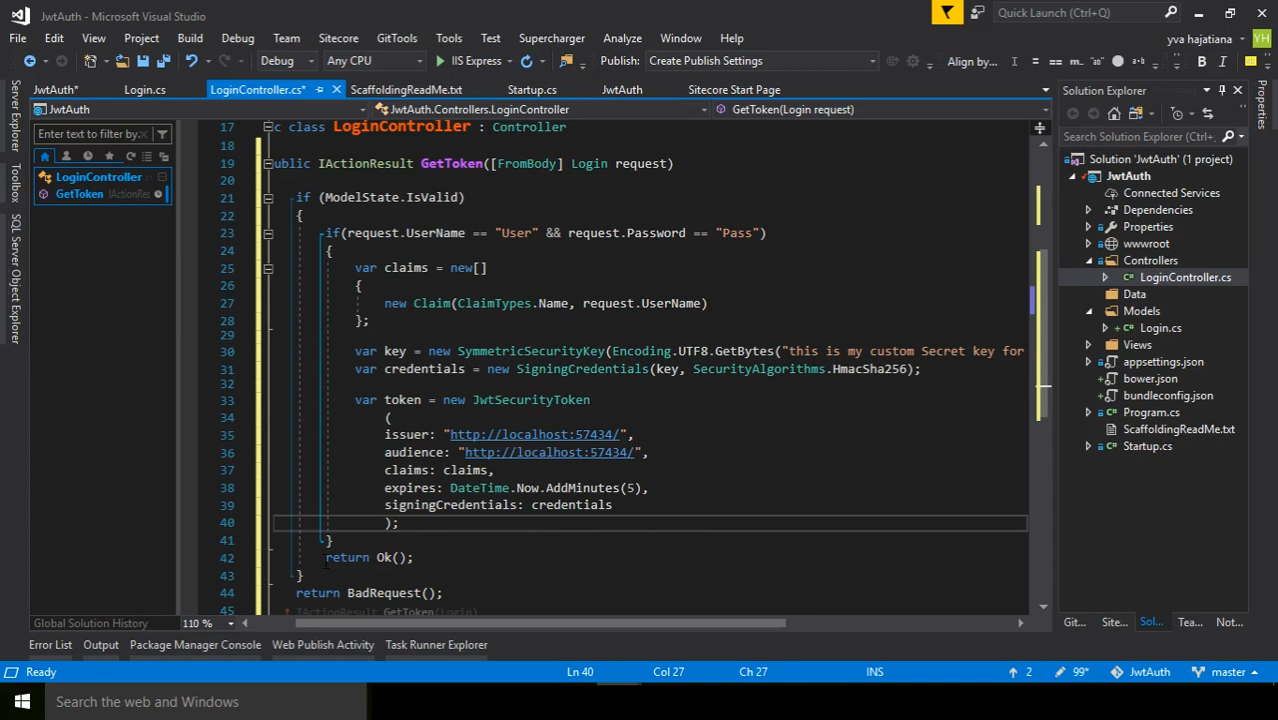 JwtAuth - Microsoft Visual Studio
Quick Launch (Ctrl+Q)
File Edit View Project Build Debug Team Sitecore GitTools Tools Test Supercharger Analyze Window Help
yva hajatiana YH
Debug Any CPU IIS Express Publish: Create Publish Settings Align by... B I
JwtAuth* Login.cs LoginController.cs* ScaffoldingReadMe.txt Startup.cs JwtAuth Sitecore Start Page
Solution Explorer
JwtAuth JwtAuth.Controllers.LoginController GetToken(Login request)
Server Explorer
Toolbox
SQL Server Object Explorer
Enter text to filter by
LoginController
GetToken IActionRes
Global Solution History
17 c class LoginController : Controller
18
19 ublic IActionResult GetToken([FromBody] Login request)
20
21 if (ModelState.IsValid)
22 {
23 if(request.UserName == "User" && request.Password == "Pass")
24 {
25 var claims = new[]
26 {
27 new Claim(ClaimTypes.Name, request.UserName)
28 };
29
30 var key = new SymmetricSecurityKey(Encoding.UTF8.GetBytes("this is my custom Secret key for
31 var credentials = new SigningCredentials(key, SecurityAlgorithms.HmacSha256);
32
33 var token = new JwtSecurityToken
34 (
35 issuer: "http://localhost:57434/",
36 audience: "http://localhost:57434/",
37 claims: claims,
38 expires: DateTime.Now.AddMinutes(5),
39 signingCredentials: credentials
40 );
41 }
42 return Ok();
43 }
44 return BadRequest();
45 IActionResult GetToken(Login)
110 %
Search Solution Explorer (Ctrl+;)
Solution 'JwtAuth' (1 project)
JwtAuth
Connected Services
Dependencies
Properties
wwwroot
Controllers
LoginController.cs
Data
Models
Login.cs
Views
appsettings.json
bower.json
bundleconfig.json
Program.cs
ScaffoldingReadMe.txt
Startup.cs
Git... Site... Sol... Tea... Not...
Error List Output Package Manager Console Web Publish Activity Task Runner Explorer
Ready Ln 40 Col 27 Ch 27 INS 2 99* JwtAuth master
Search the web and Windows